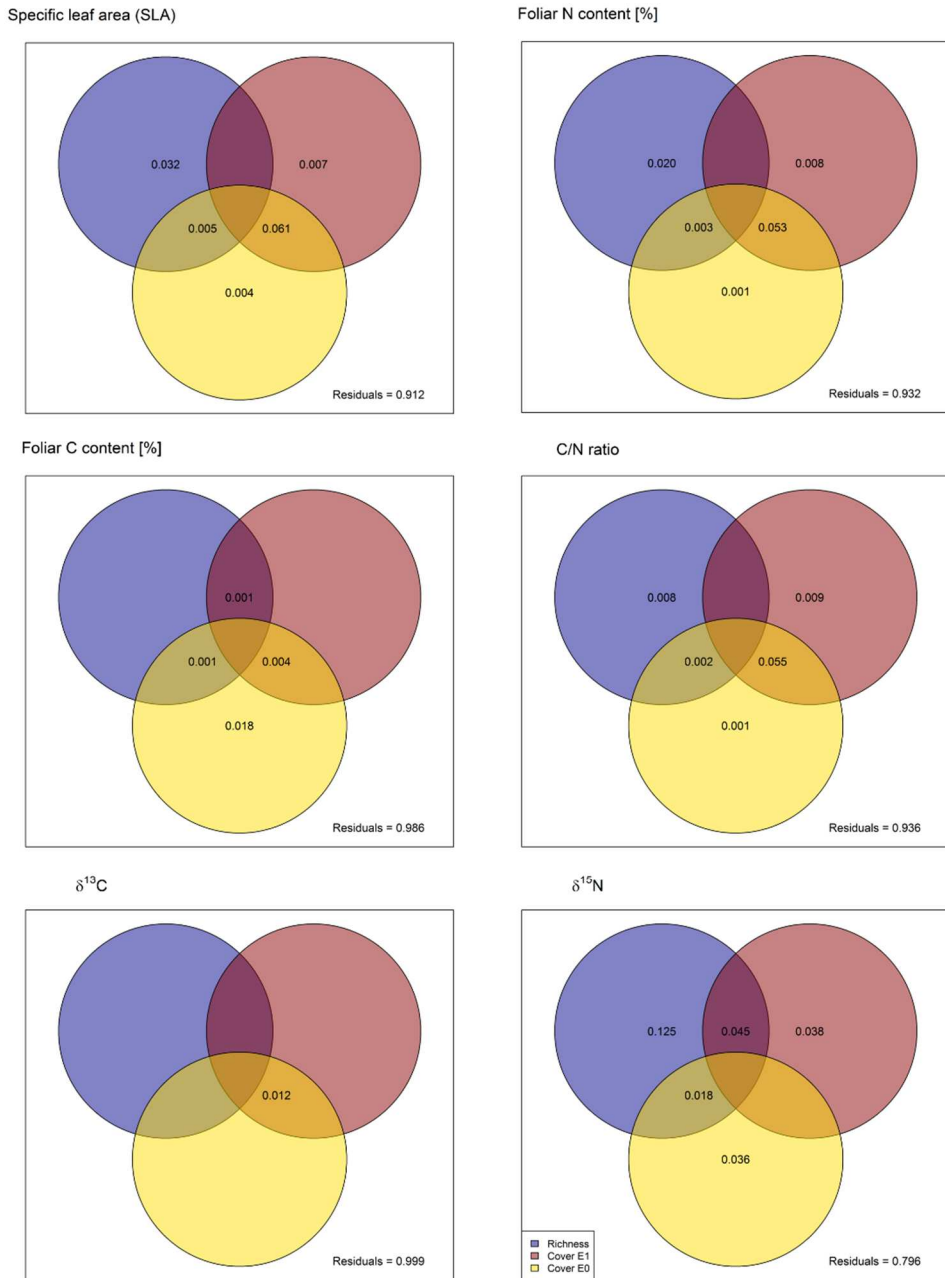 Specific leaf area (SLA)
0.032
0.007
0.005
0.061
0.004
Residuals = 0.912
Foliar N content [%]
0.020
0.008
0.003
0.053
0.001
Residuals = 0.932
Foliar C content [%]
0.001
0.001
0.004
0.018
Residuals = 0.986
C/N ratio
0.008
0.009
0.002
0.055
0.001
Residuals = 0.936
δ¹³C
0.012
Residuals = 0.999
δ¹⁵N
0.125
0.045
0.038
0.018
0.036
Richness
Cover E1
Cover E0
Residuals = 0.796